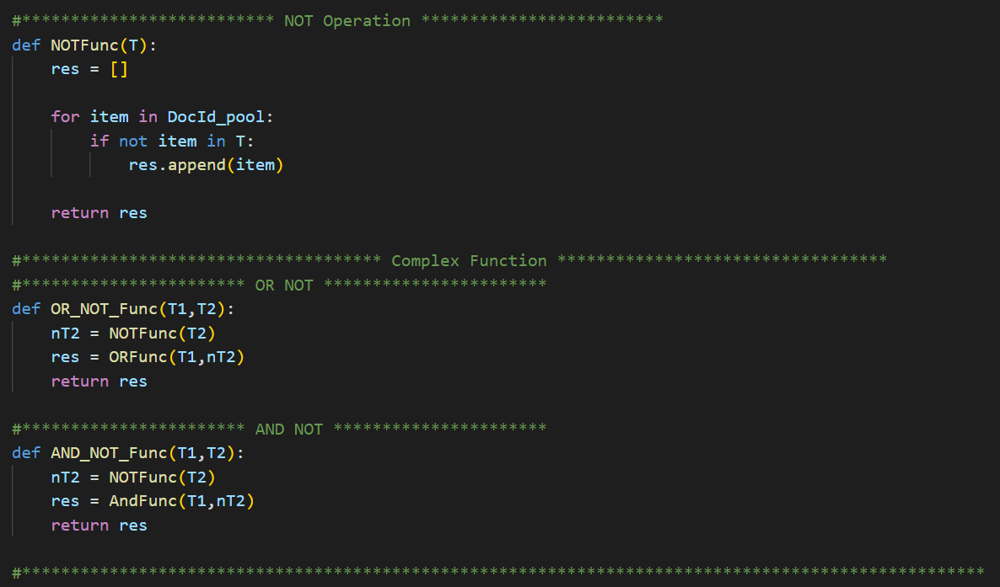 #************************** NOT Operation *************************
def NOTFunc(T):
    res = []
    for item in DocId_pool:
        if not item in T:
            res.append(item)
    return res
#************************************* Complex Function **********************************
#*********************** OR NOT ***********************
def OR_NOT_Func(T1,T2):
    nT2 = NOTFunc(T2)
    res = ORFunc(T1,nT2)
    return res
#*********************** AND NOT **********************
def AND_NOT_Func(T1,T2):
    nT2 = NOTFunc(T2)
    res = AndFunc(T1,nT2)
    return res
#***************************************************************************************************